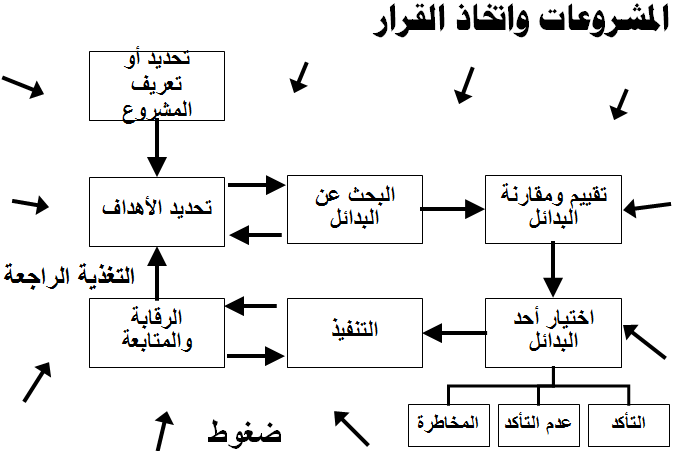 المشروعات واتخاذ القرار
تحديد أو
تعريف
المشروع
تحديد الأهداف
البحث عن
البدائل
تقييم ومقارنة
البدائل
التغذية الراجعة
الرقابة
والمتابعة
التنفيذ
اختيار أحد
البدائل
التأكد
عدم التأكد
المخاطرة
ضغوط